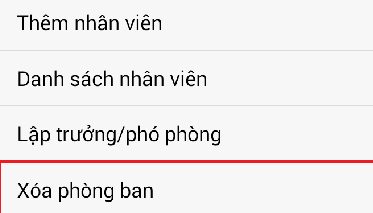 Thêm nhân viên
Danh sách nhân viên
Lập trưởng/phó phòng
Xóa phòng ban